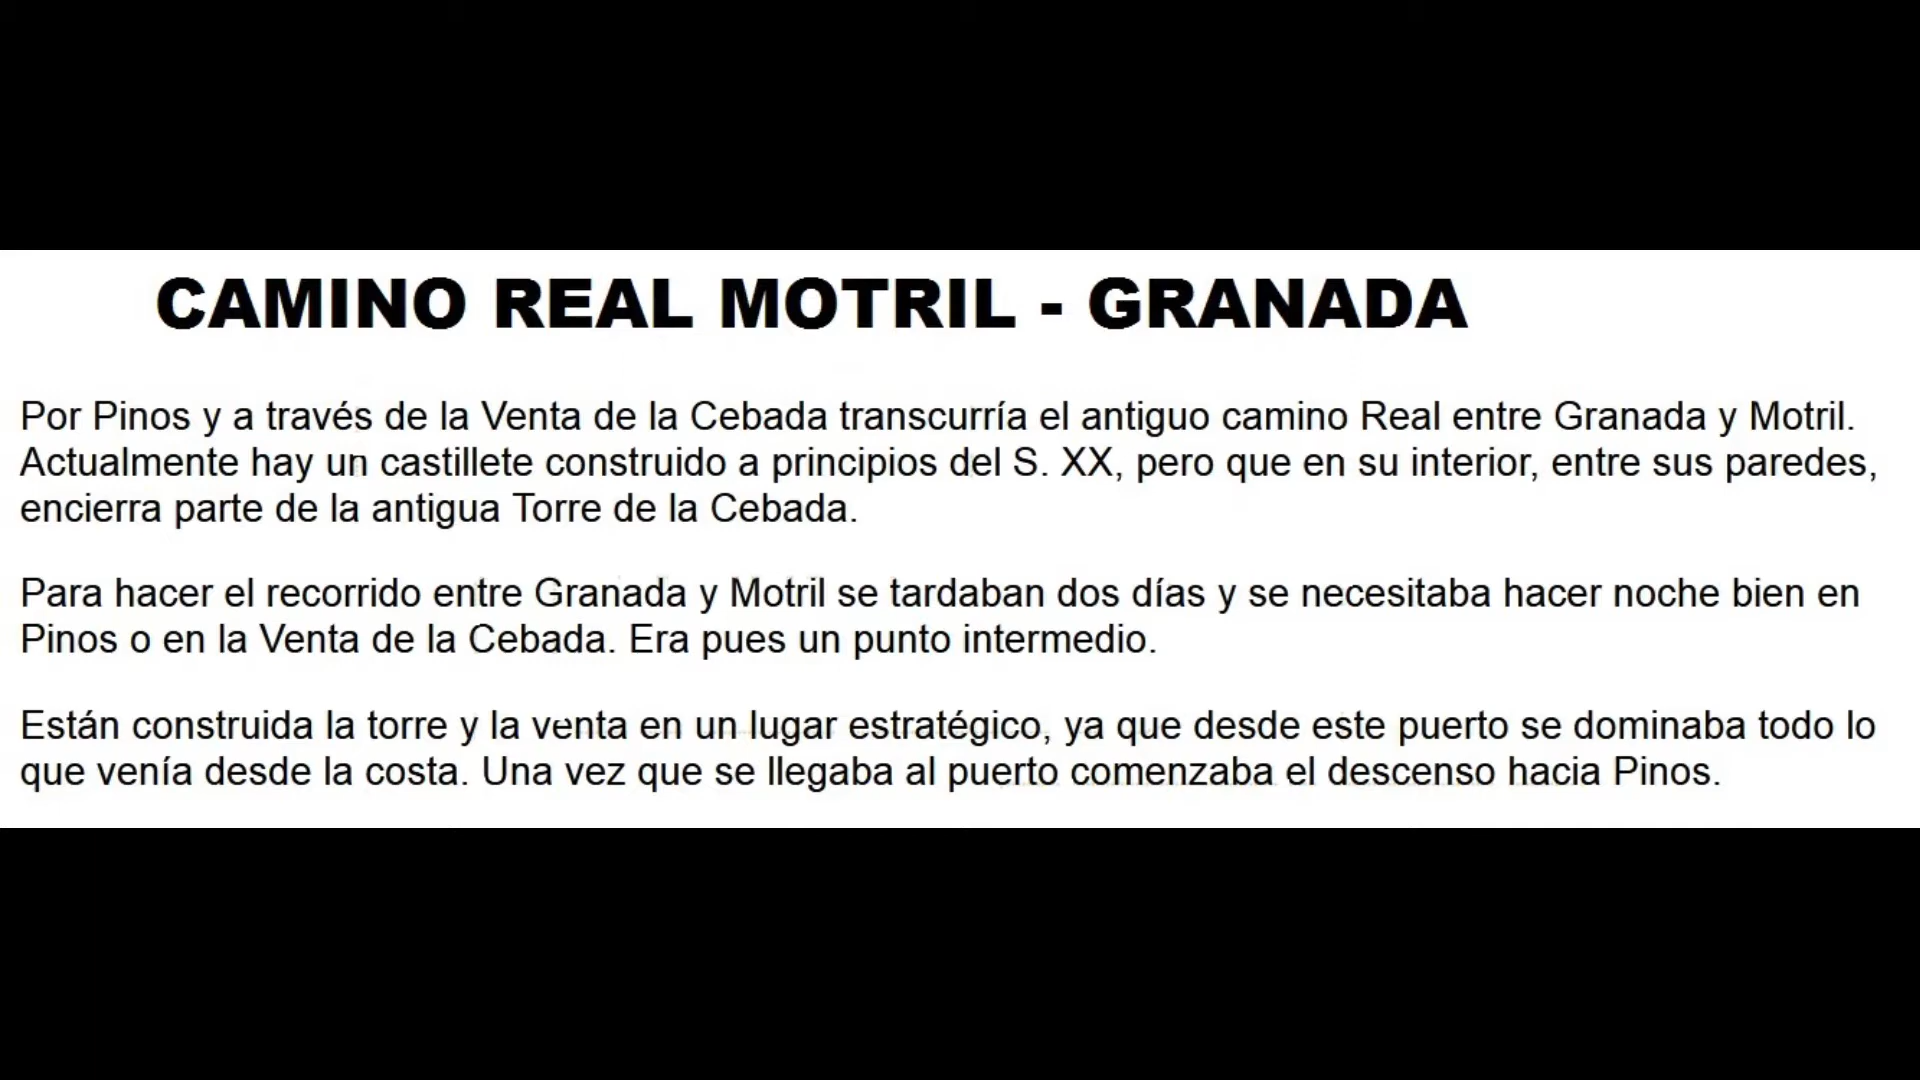 CAMINO REAL MOTRIL - GRANADA
Por Pinos y a través de la Venta de la Cebada transcurría el antiguo camino Real entre Granada y Motril.
Actualmente hay un castillete construido a principios del S. XX, pero que en su interior, entre sus paredes,
encierra parte de la antigua Torre de la Cebada.
Para hacer el recorrido entre Granada y Motril se tardaban dos días y se necesitaba hacer noche bien en
Pinos o en la Venta de la Cebada. Era pues un punto intermedio.
Están construida la torre y la venta en un lugar estratégico, ya que desde este puerto se dominaba todo lo
que venía desde la costa. Una vez que se llegaba al puerto comenzaba el descenso hacia Pinos.